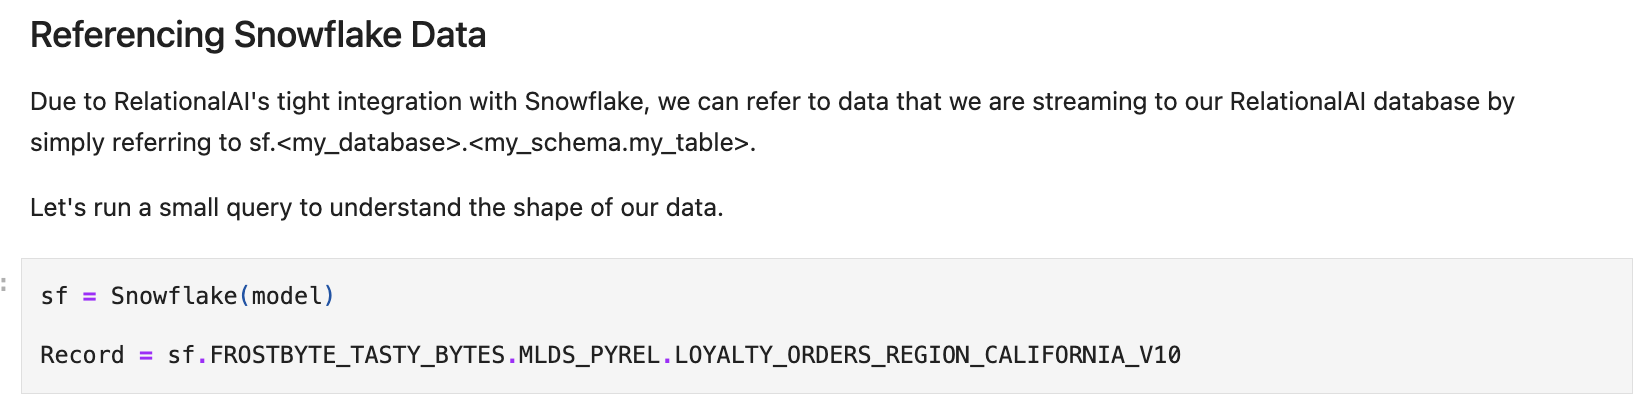 Referencing Snowflake Data
Due to RelationalAI's tight integration with Snowflake, we can refer to data that we are streaming to our RelationalAI database by
simply referring to sf.<my_database>.<my_schema.my_table>.
Let's run a small query to understand the shape of our data.
:
sf = Snowflake(model)
Record = sf.FROSTBYTE_TASTY_BYTES.MLDS_PYREL.LOYALTY_ORDERS_REGION_CALIFORNIA_V10